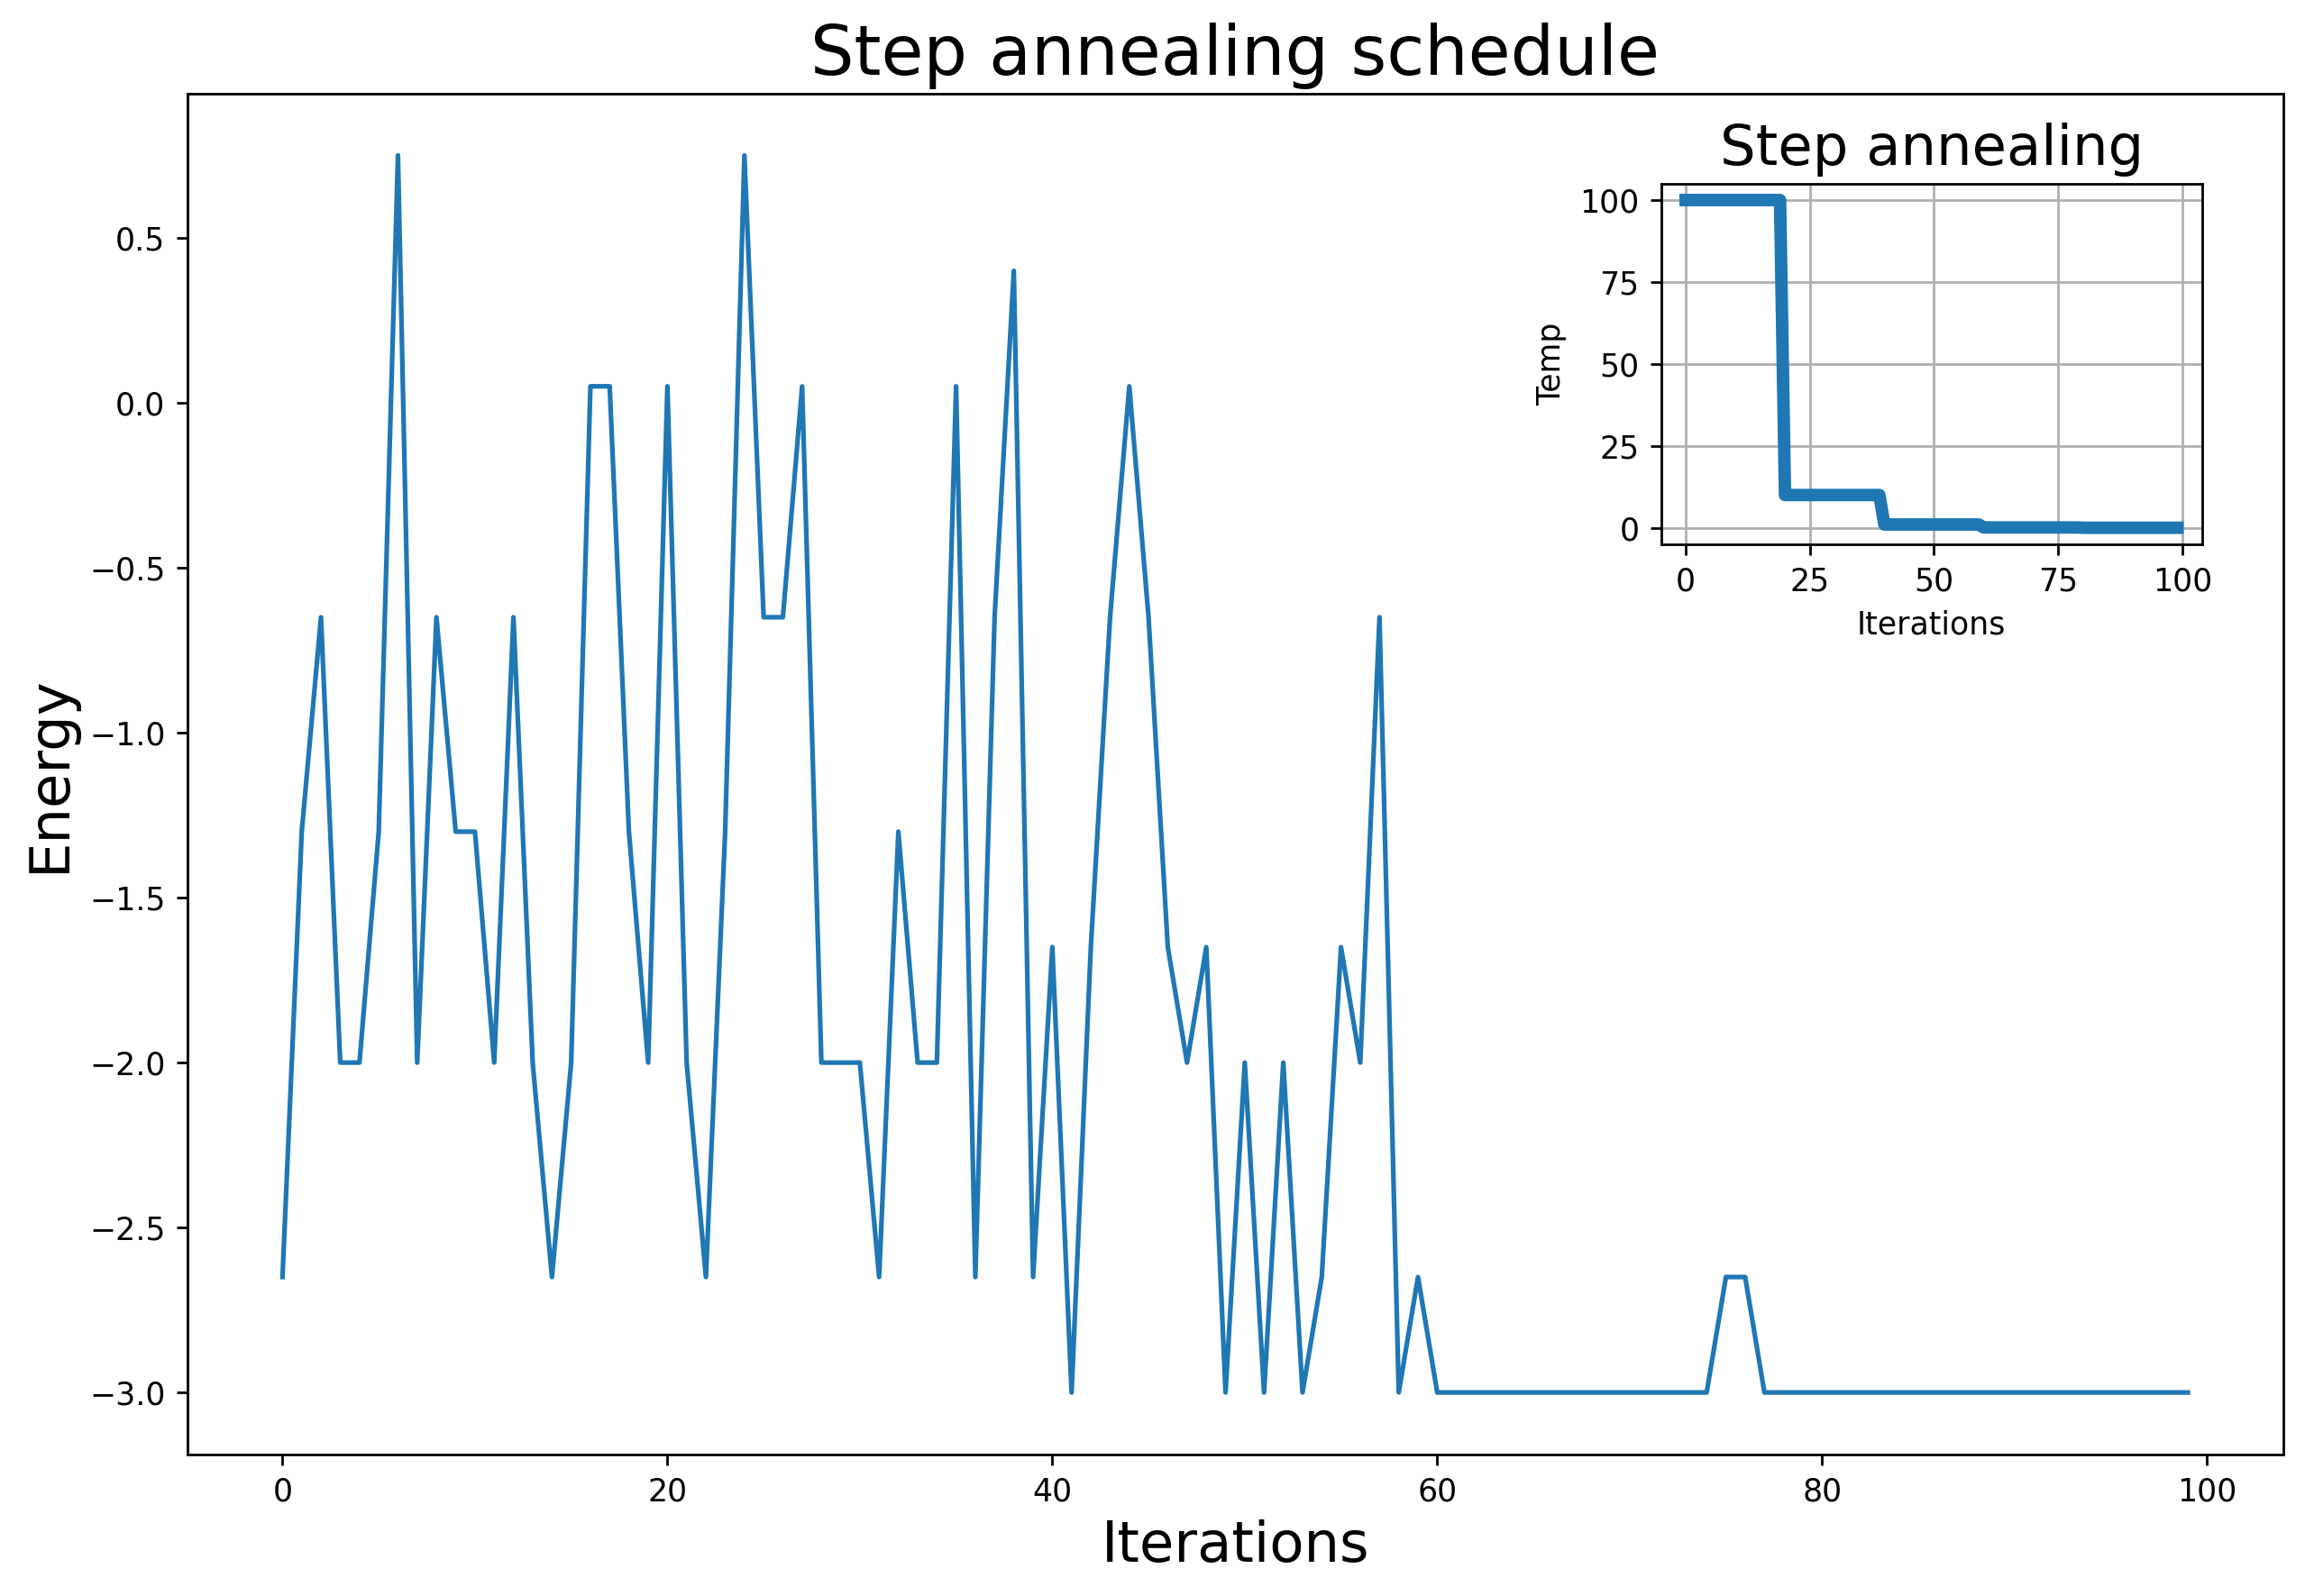 Step annealing schedule
Step annealing
100
75
50
25
0
Temp
0 25 50 75 100
Iterations
0.5
0.0
−0.5
−1.0
−1.5
−2.0
−2.5
−3.0
Energy
0 20 40 60 80 100
Iterations